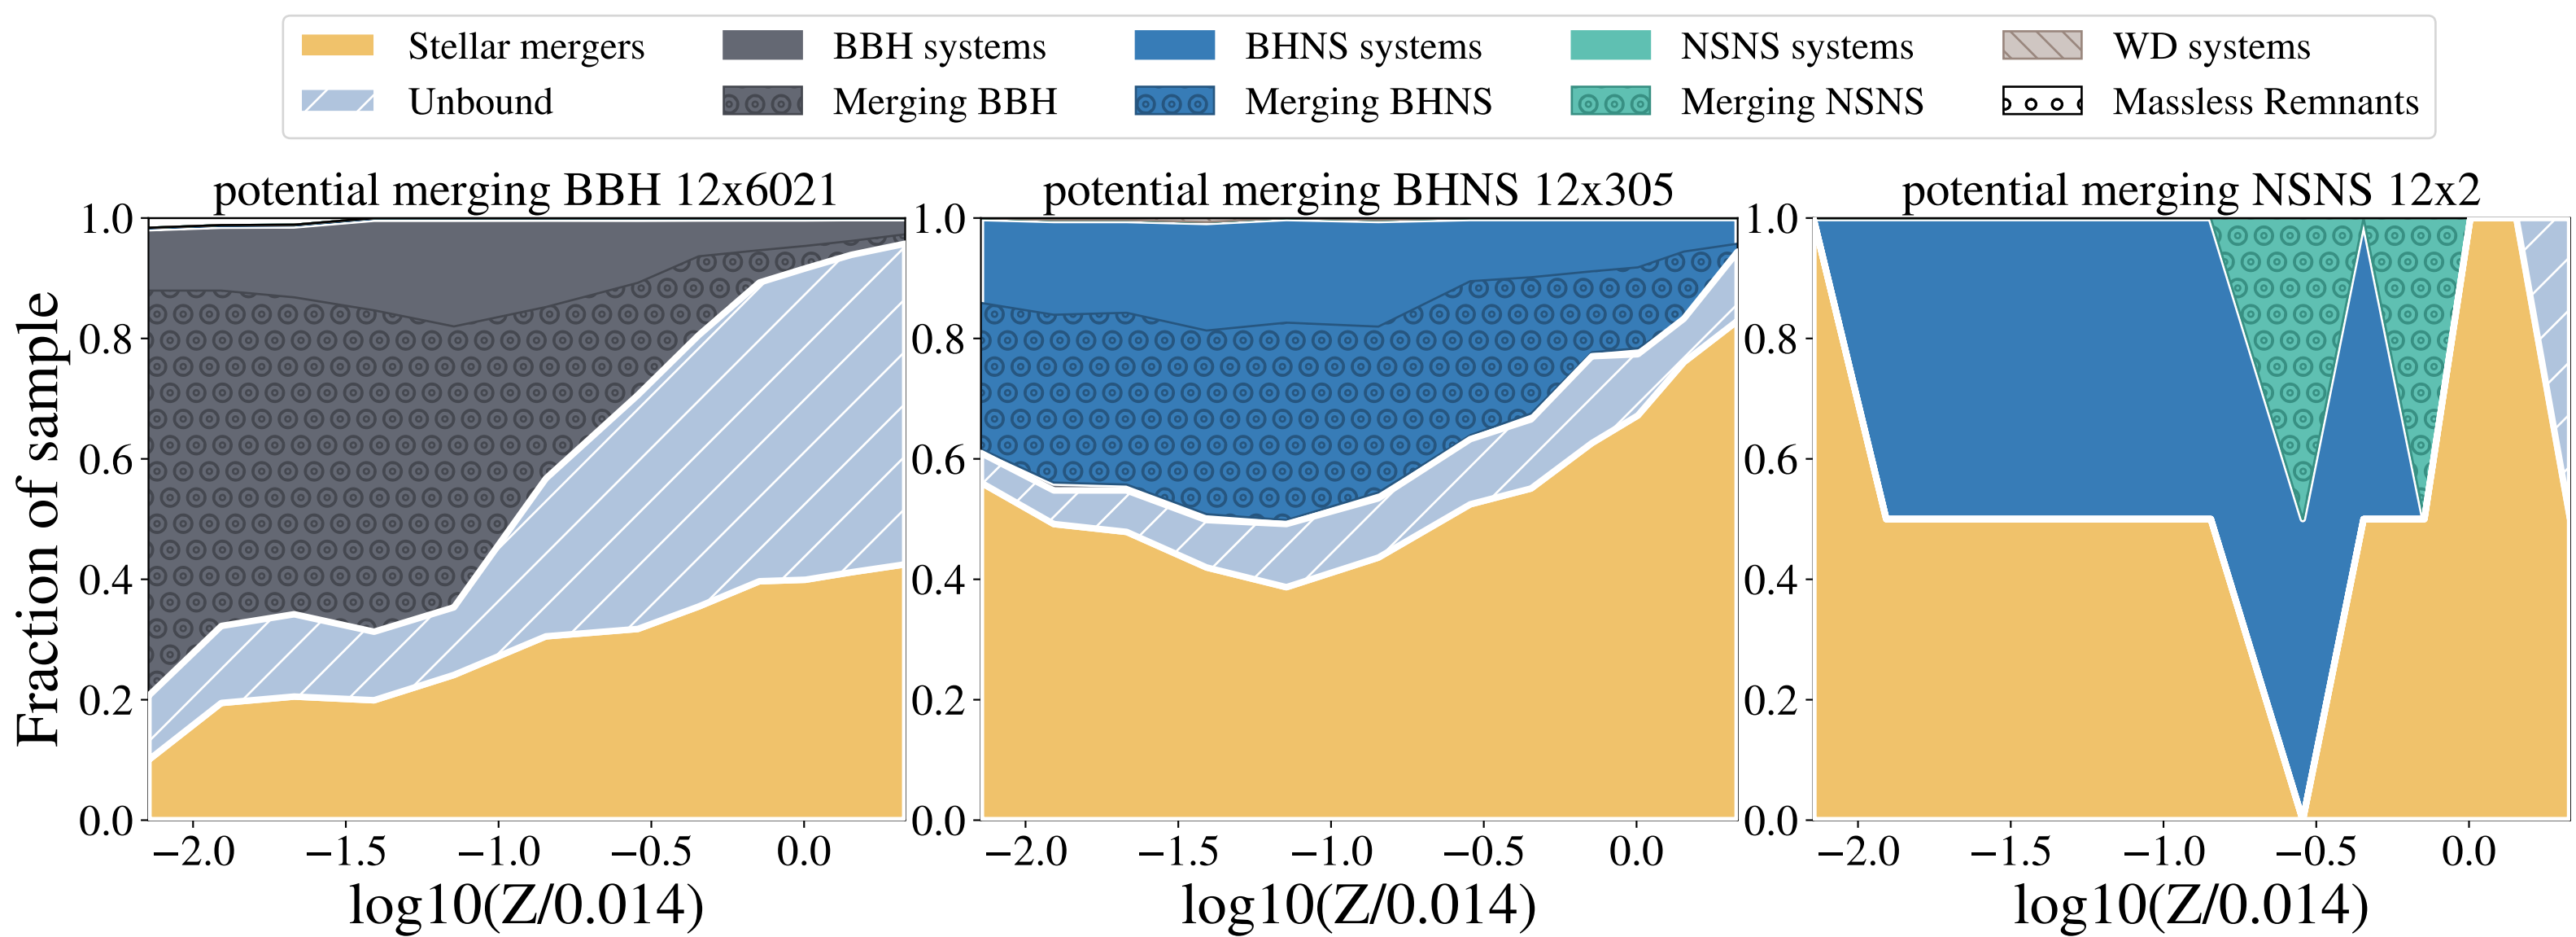 Stellar mergers BBH systems BHNS systems NSNS systems WD systems
Unbound Merging BBH Merging BHNS Merging NSNS Massless Remnants
potential merging BBH 12x6021 potential merging BHNS 12x305 potential merging NSNS 12x2
Fraction of sample
1.0 1.0 1.0
0.8 0.8 0.8
0.6 0.6 0.6
0.4 0.4 0.4
0.2 0.2 0.2
0.0 0.0 0.0
−2.0 −1.5 −1.0 −0.5 0.0 −2.0 −1.5 −1.0 −0.5 0.0 −2.0 −1.5 −1.0 −0.5 0.0
log10(Z/0.014) log10(Z/0.014) log10(Z/0.014)